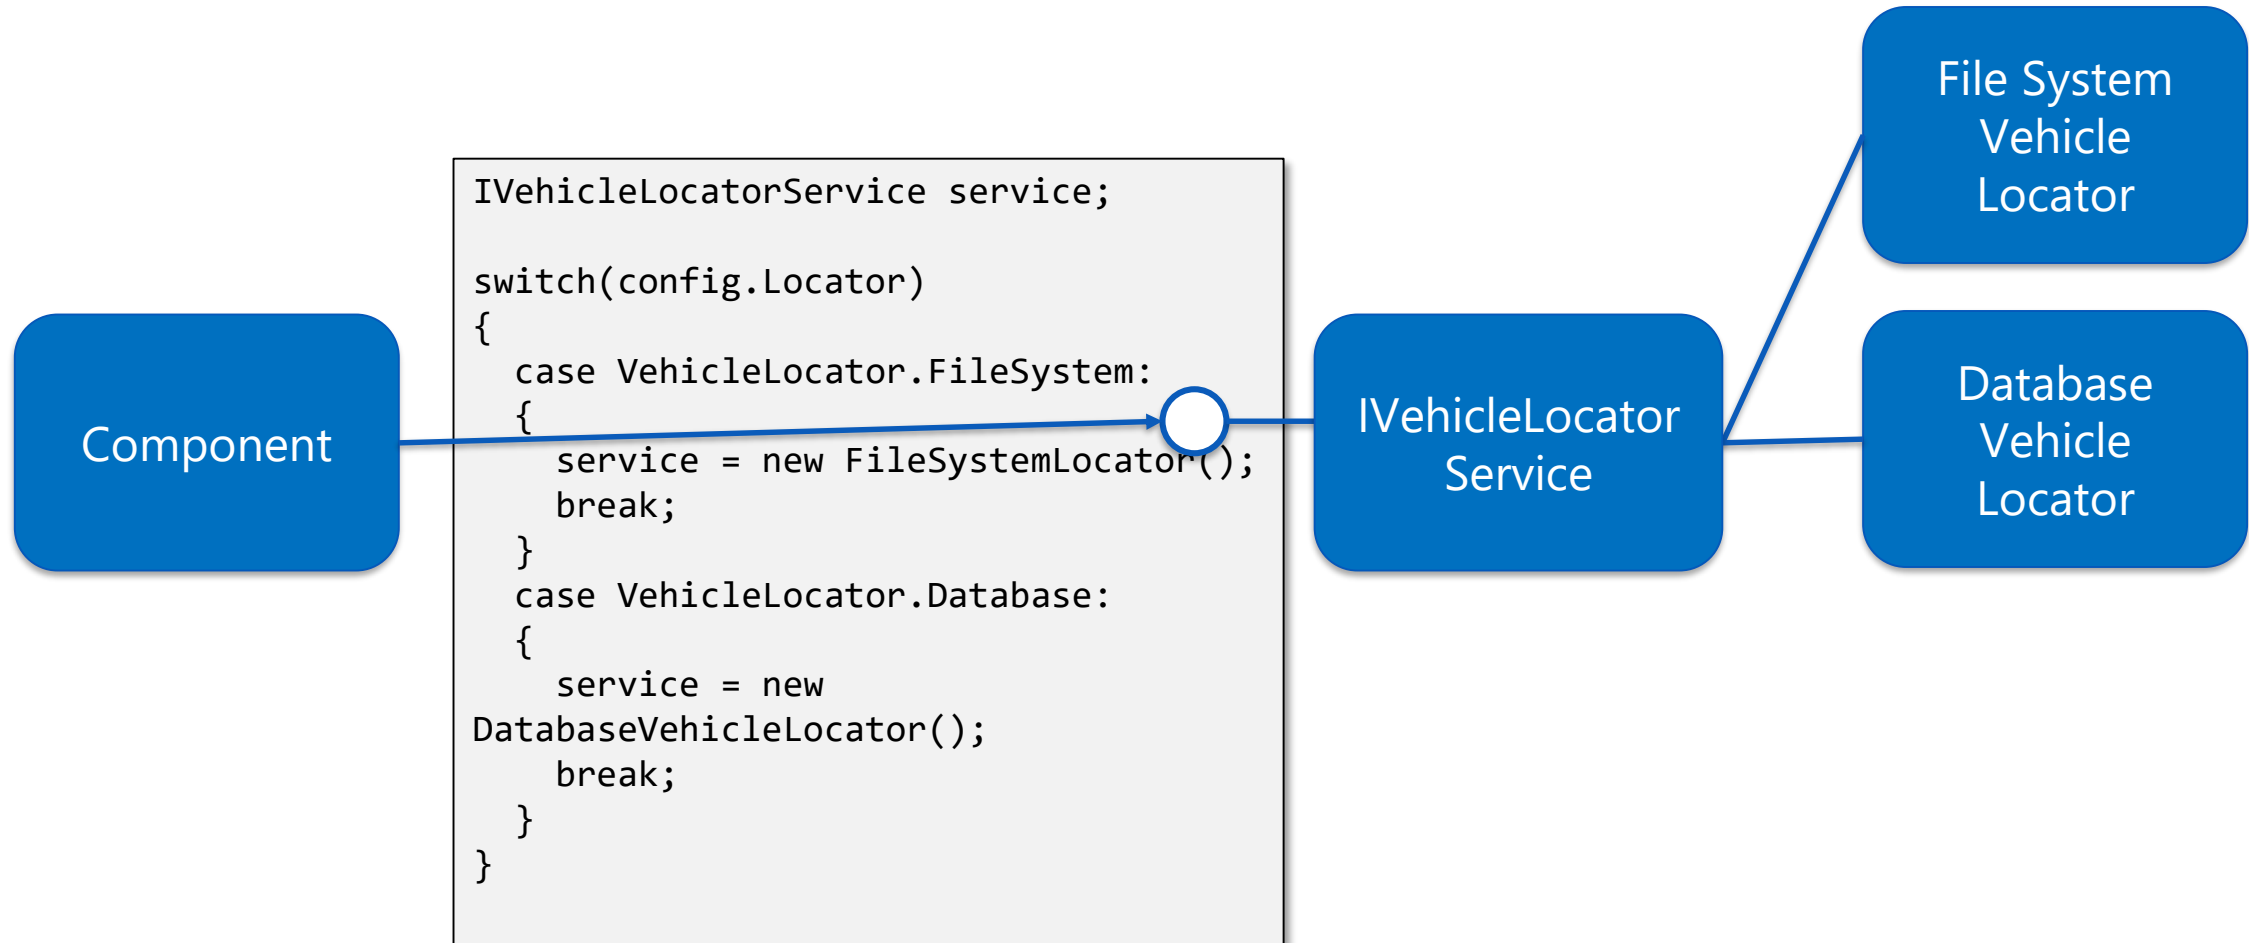 Component
IVehicleLocatorService service;
switch(config.Locator)
{
  case VehicleLocator.FileSystem:
  {
    service = new FileSystemLocator();
    break;
  }
  case VehicleLocator.Database:
  {
    service = new
DatabaseVehicleLocator();
    break;
  }
}
IVehicleLocator
Service
File System
Vehicle
Locator
Database
Vehicle
Locator